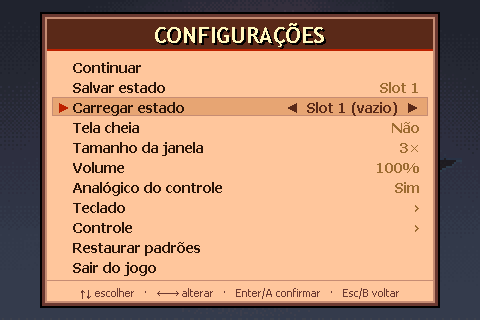 CONFIGURAÇÕES
Continuar
Salvar estado Slot 1
▶ Carregar estado ◀ Slot 1 (vazio) ▶
Tela cheia Não
Tamanho da janela 3×
Volume 100%
Analógico do controle Sim
Teclado ›
Controle ›
Restaurar padrões
Sair do jogo
↑↓ escolher · ←→ alterar · Enter/A confirmar · Esc/B voltar